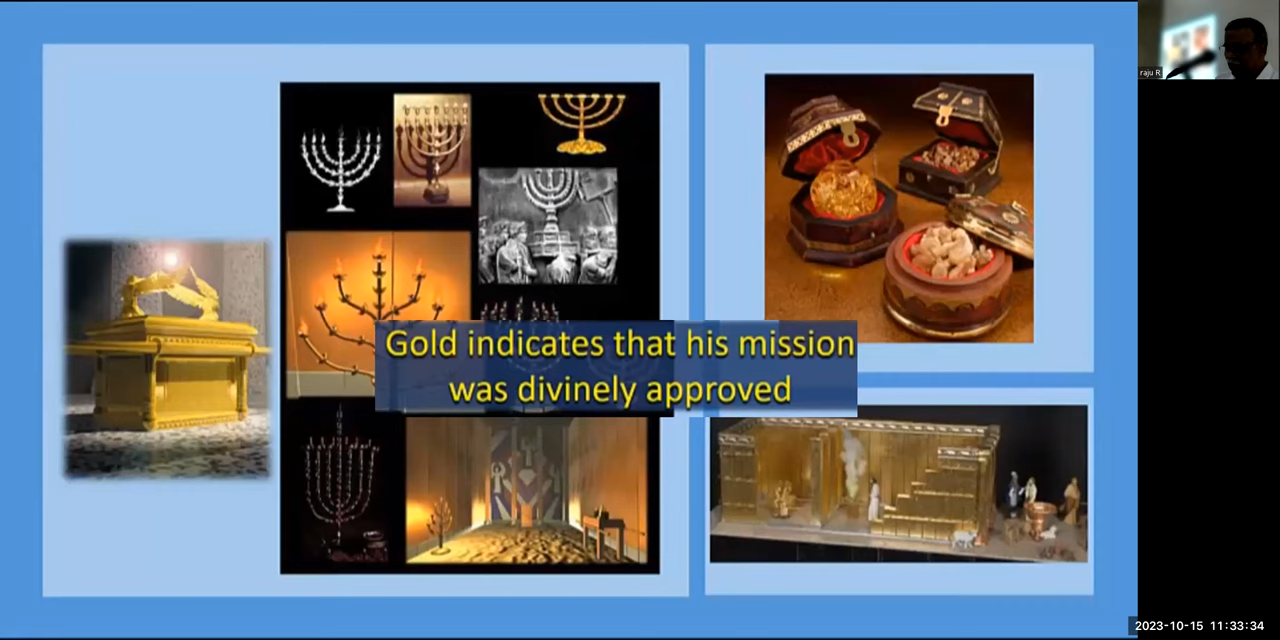 raju R
Gold indicates that his mission
was divinely approved
2023-10-15 11:33:34